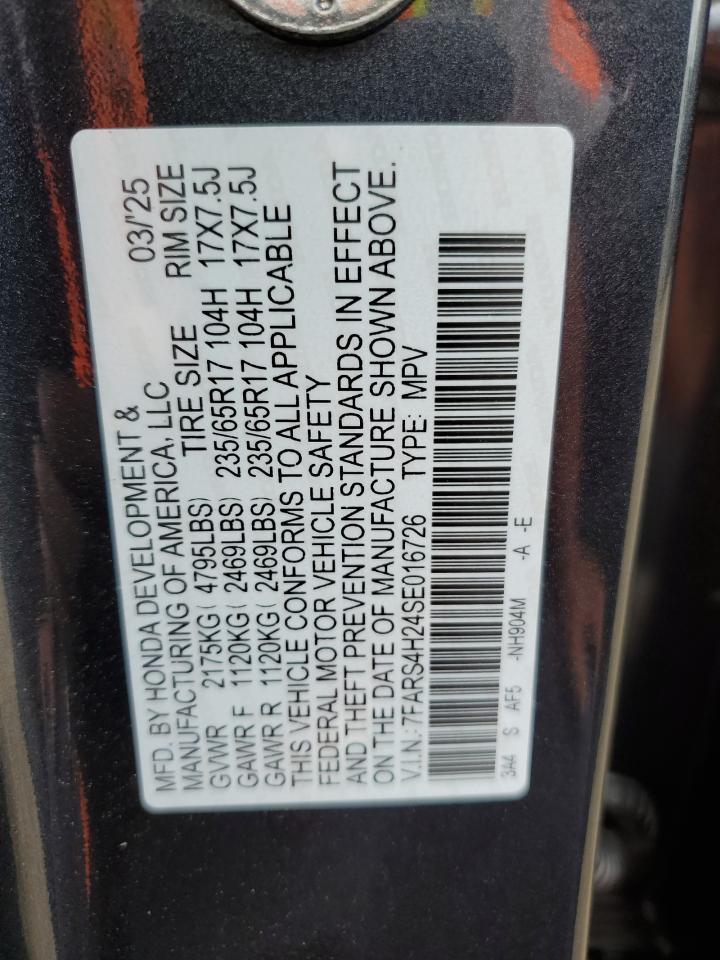 MFD. BY HONDA DEVELOPMENT & 03/'25
MANUFACTURING OF AMERICA, LLC TIRE SIZE RIM SIZE
GVWR 2175KG( 4795LBS)
GAWR F 1120KG( 2469LBS) 235/65R17 104H 17X7.5J
GAWR R 1120KG( 2469LBS) 235/65R17 104H 17X7.5J
THIS VEHICLE CONFORMS TO ALL APPLICABLE
FEDERAL MOTOR VEHICLE SAFETY
AND THEFT PREVENTION STANDARDS IN EFFECT
ON THE DATE OF MANUFACTURE SHOWN ABOVE.
V.I.N.: 7FARS4H24SE016726 TYPE: MPV
3A4 S AF5 -NH904M -A -E